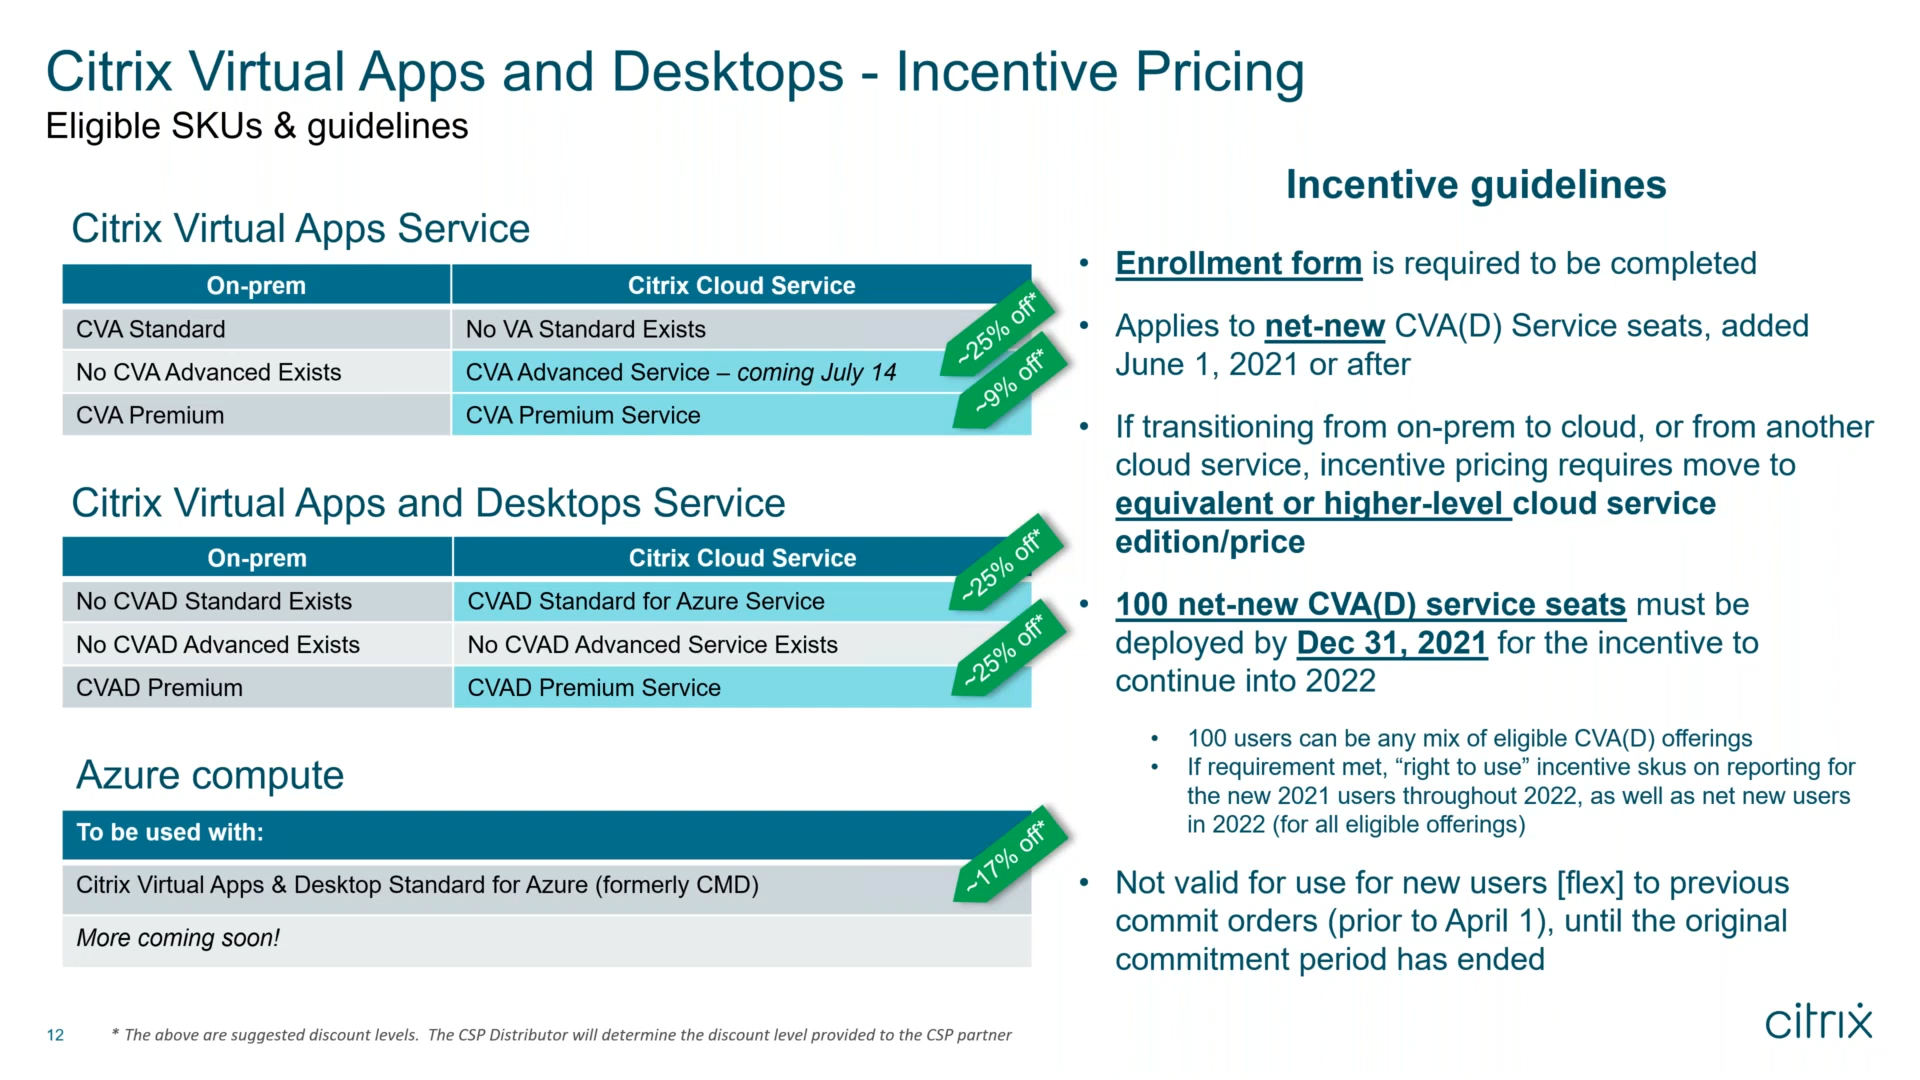 Citrix Virtual Apps and Desktops - Incentive Pricing
Eligible SKUs & guidelines
Citrix Virtual Apps Service
On-prem
Citrix Cloud Service
CVA Standard
No VA Standard Exists
No CVA Advanced Exists
CVA Advanced Service – coming July 14
~25% off*
CVA Premium
CVA Premium Service
~9% off*
Citrix Virtual Apps and Desktops Service
On-prem
Citrix Cloud Service
No CVAD Standard Exists
CVAD Standard for Azure Service
~25% off*
No CVAD Advanced Exists
No CVAD Advanced Service Exists
CVAD Premium
CVAD Premium Service
~25% off*
Azure compute
To be used with:
Citrix Virtual Apps & Desktop Standard for Azure (formerly CMD)
~17% off*
More coming soon!
Incentive guidelines
• Enrollment form is required to be completed
• Applies to net-new CVA(D) Service seats, added
June 1, 2021 or after
• If transitioning from on-prem to cloud, or from another
cloud service, incentive pricing requires move to
equivalent or higher-level cloud service
edition/price
• 100 net-new CVA(D) service seats must be
deployed by Dec 31, 2021 for the incentive to
continue into 2022
• 100 users can be any mix of eligible CVA(D) offerings
• If requirement met, “right to use” incentive skus on reporting for
the new 2021 users throughout 2022, as well as net new users
in 2022 (for all eligible offerings)
• Not valid for use for new users [flex] to previous
commit orders (prior to April 1), until the original
commitment period has ended
12
* The above are suggested discount levels. The CSP Distributor will determine the discount level provided to the CSP partner
citrix